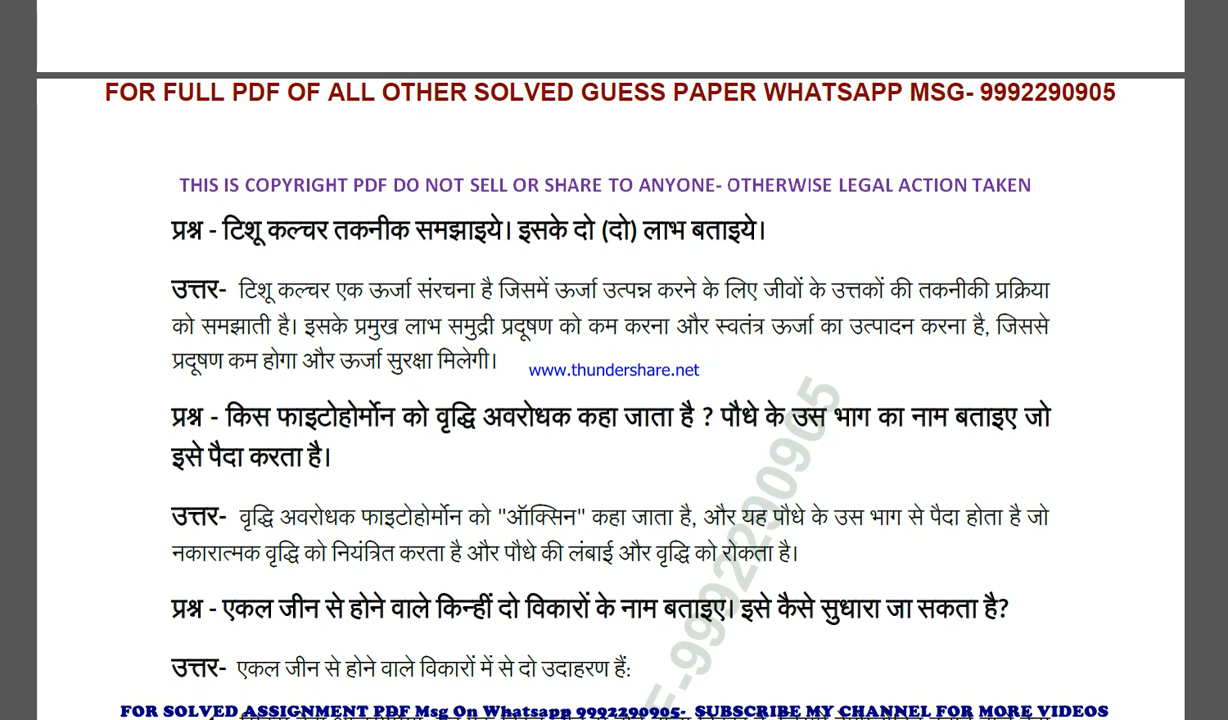 FOR FULL PDF OF ALL OTHER SOLVED GUESS PAPER WHATSAPP MSG- 9992290905
THIS IS COPYRIGHT PDF DO NOT SELL OR SHARE TO ANYONE- OTHERWISE LEGAL ACTION TAKEN
प्रश्न - टिशू कल्चर तकनीक समझाइये। इसके दो (दो) लाभ बताइये।
उत्तर- टिशू कल्चर एक ऊर्जा संरचना है जिसमें ऊर्जा उत्पन्न करने के लिए जीवों के उत्तकों की तकनीकी प्रक्रिया
को समझाती है। इसके प्रमुख लाभ समुद्री प्रदूषण को कम करना और स्वतंत्र ऊर्जा का उत्पादन करना है, जिससे
प्रदूषण कम होगा और ऊर्जा सुरक्षा मिलेगी।
www.thundershare.net
प्रश्न - किस फाइटोहोर्मोन को वृद्धि अवरोधक कहा जाता है ? पौधे के उस भाग का नाम बताइए जो
इसे पैदा करता है।
उत्तर- वृद्धि अवरोधक फाइटोहोर्मोन को "ऑक्सिन" कहा जाता है, और यह पौधे के उस भाग से पैदा होता है जो
नकारात्मक वृद्धि को नियंत्रित करता है और पौधे की लंबाई और वृद्धि को रोकता है।
प्रश्न - एकल जीन से होने वाले किन्हीं दो विकारों के नाम बताइए। इसे कैसे सुधारा जा सकता है?
उत्तर- एकल जीन से होने वाले विकारों में से दो उदाहरण हैं:
-9992290905
FOR SOLVED ASSIGNMENT PDF Msg On Whatsapp 9992290905- SUBSCRIBE MY CHANNEL FOR MORE VIDEOS